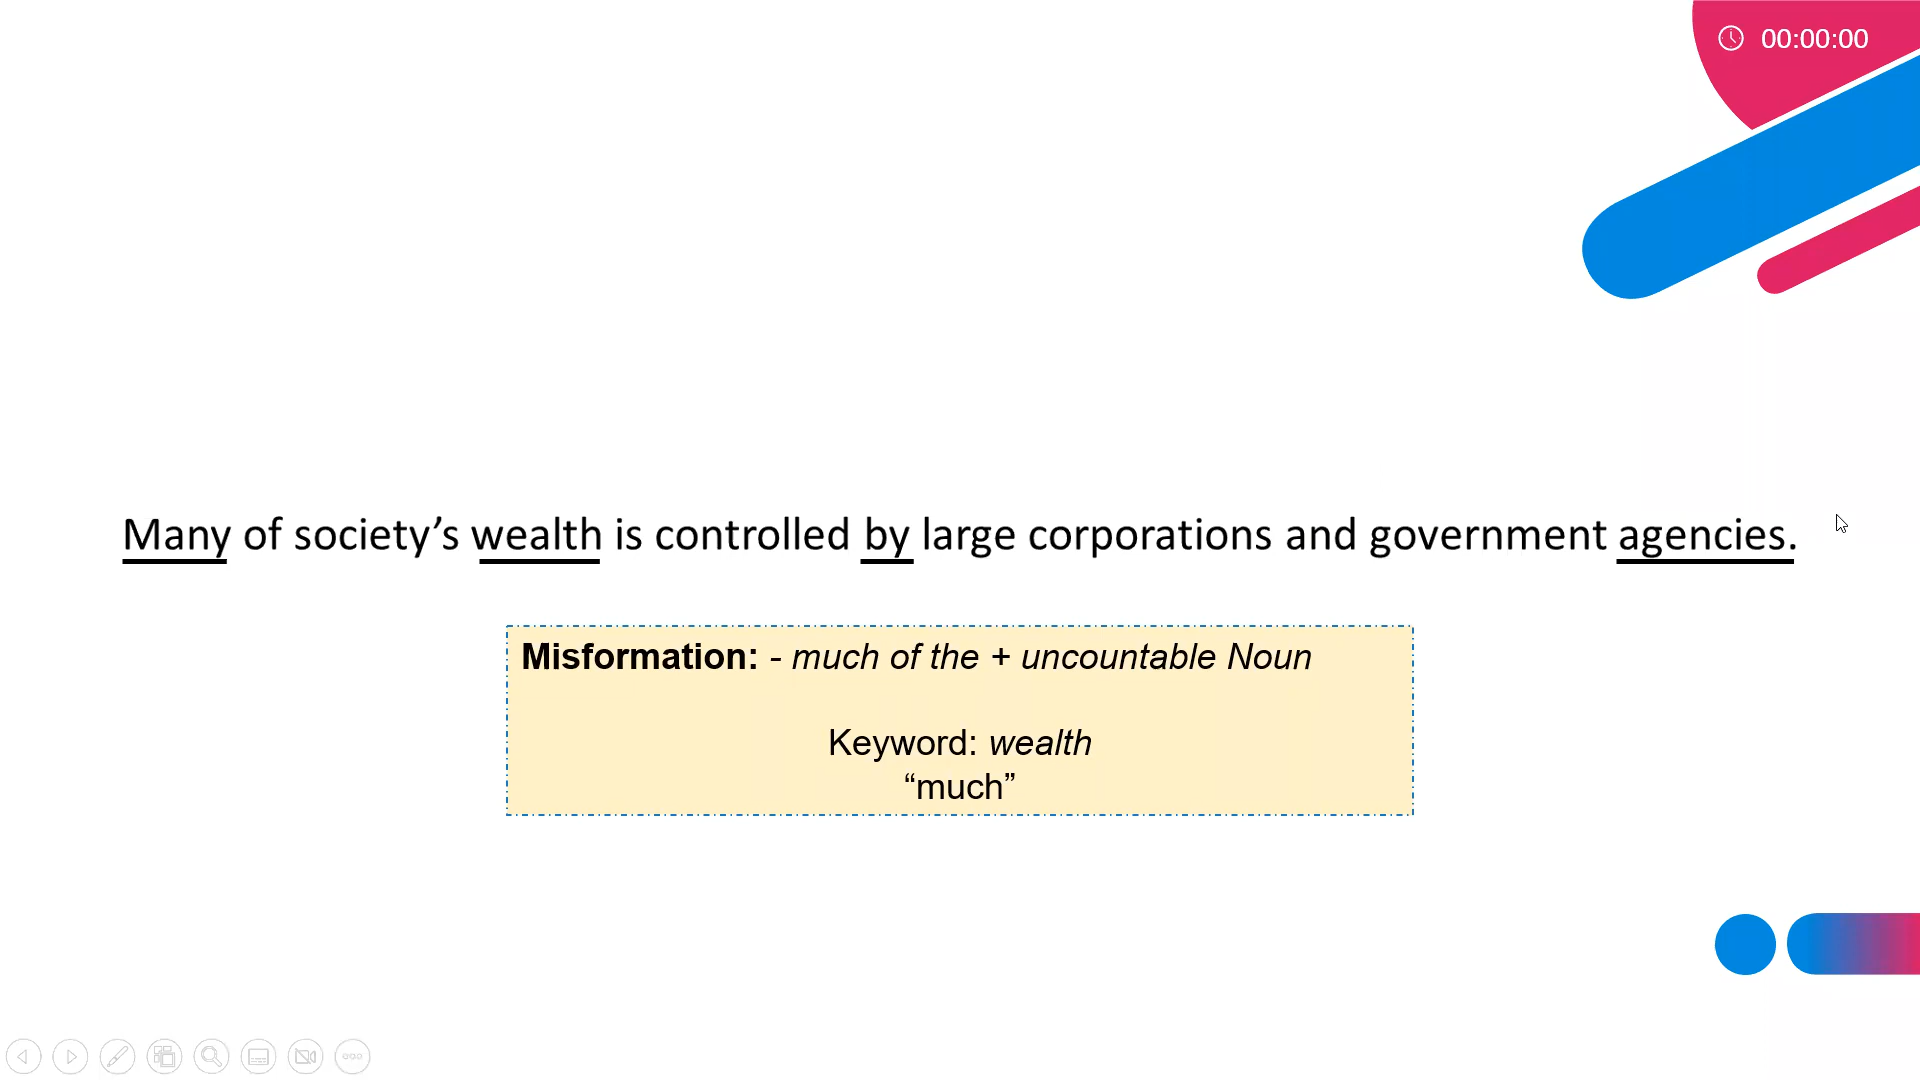 00:00:00
Many of society’s wealth is controlled by large corporations and government agencies.
Misformation: - much of the + uncountable Noun
Keyword: wealth
“much”